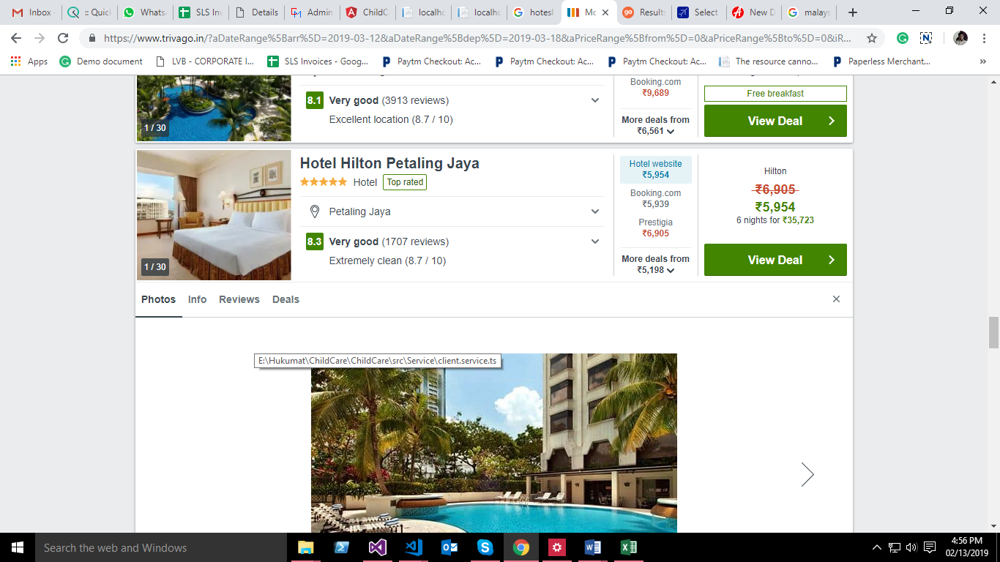 Inbox
:: Quic
Whats
SLS In
Details
Admin
ChildC
localho
localho
hotesl
Mo
Results
Select
New D
malays
https://www.trivago.in/?aDateRange%5Barr%5D=2019-03-12&aDateRange%5Bdep%5D=2019-03-18&aPriceRange%5Bfrom%5D=0&aPriceRange%5Bto%5D=0&iR...
Apps
Demo document
LVB - CORPORATE I...
SLS Invoices - Goog...
Paytm Checkout: Ac...
Paytm Checkout: Ac...
Paytm Checkout: Ac...
The resource canno...
Paperless Merchant...
1 / 30
8.1 Very good (3913 reviews)
Excellent location (8.7 / 10)
Booking.com
₹9,689
More deals from
₹6,561
Free breakfast
View Deal
Hotel Hilton Petaling Jaya
Hotel Top rated
Petaling Jaya
8.3 Very good (1707 reviews)
Extremely clean (8.7 / 10)
1 / 30
Hotel website
₹5,954
Booking.com
₹5,939
Prestigia
₹6,905
More deals from
₹5,198
Hilton
₹6,905
₹5,954
6 nights for ₹35,723
View Deal
Photos Info Reviews Deals
E:\Hukumat\ChildCare\ChildCare\src\Service\client.service.ts
Search the web and Windows
4:56 PM
02/13/2019